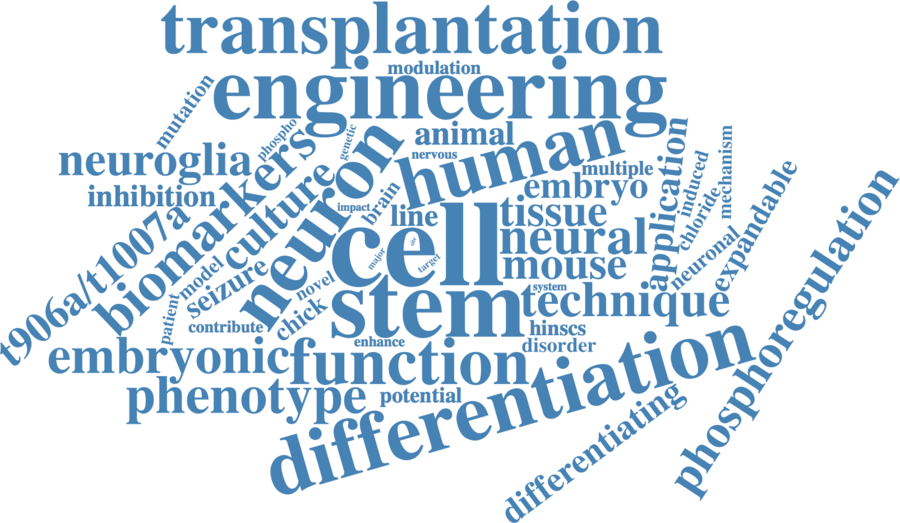 transplantation
modulation
engineering
mutation
phospho
genetic
animal
human
neuroglia
nervous
biomarkers
neuron
multiple
application
induced
mechanism
inhibition
culture
brain
embryo
chloride
expandable
t906a/t1007a
impact
line
tissue
cell
neural
neuronal
major
target
mouse
model
seizure
novel
system
phosphoregulation
patient
chick
stem
technique
contribute
hinscs
enhance
disorder
embryonic
function
phenotype
potential
differentiation
differentiating